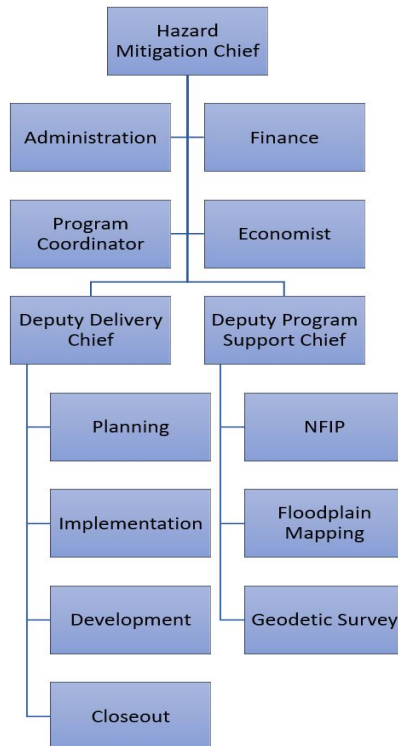 Hazard
Mitigation Chief
Administration
Finance
Program
Coordinator
Economist
Deputy Delivery
Chief
Deputy Program
Support Chief
Planning
NFIP
Implementation
Floodplain
Mapping
Development
Geodetic Survey
Closeout